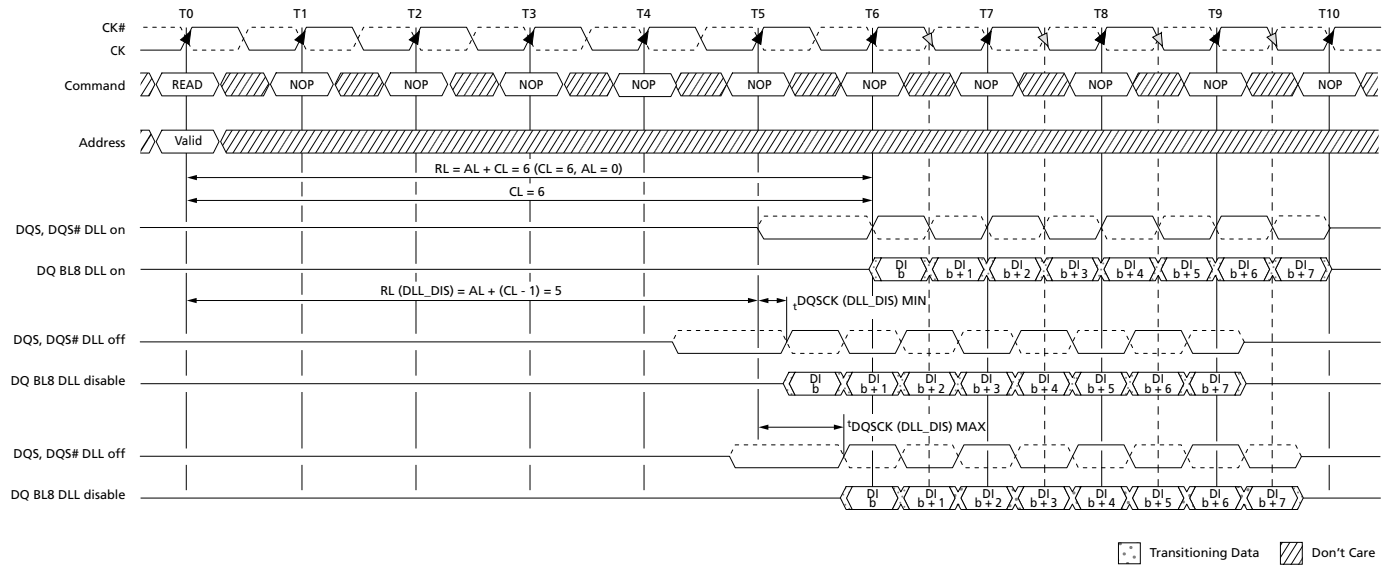 T0 T1 T2 T3 T4 T5 T6 T7 T8 T9 T10
CK#
CK
Command READ NOP NOP NOP NOP NOP NOP NOP NOP NOP NOP
Address Valid
RL = AL + CL = 6 (CL = 6, AL = 0)
CL = 6
DQS, DQS# DLL on
DQ BL8 DLL on DI b DI b + 1 DI b + 2 DI b + 3 DI b + 4 DI b + 5 DI b + 6 DI b + 7
RL (DLL_DIS) = AL + (CL - 1) = 5 tDQSCK (DLL_DIS) MIN
DQS, DQS# DLL off
DQ BL8 DLL disable DI b DI b + 1 DI b + 2 DI b + 3 DI b + 4 DI b + 5 DI b + 6 DI b + 7
tDQSCK (DLL_DIS) MAX
DQS, DQS# DLL off
DQ BL8 DLL disable DI b DI b + 1 DI b + 2 DI b + 3 DI b + 4 DI b + 5 DI b + 6 DI b + 7
Transitioning Data Don't Care